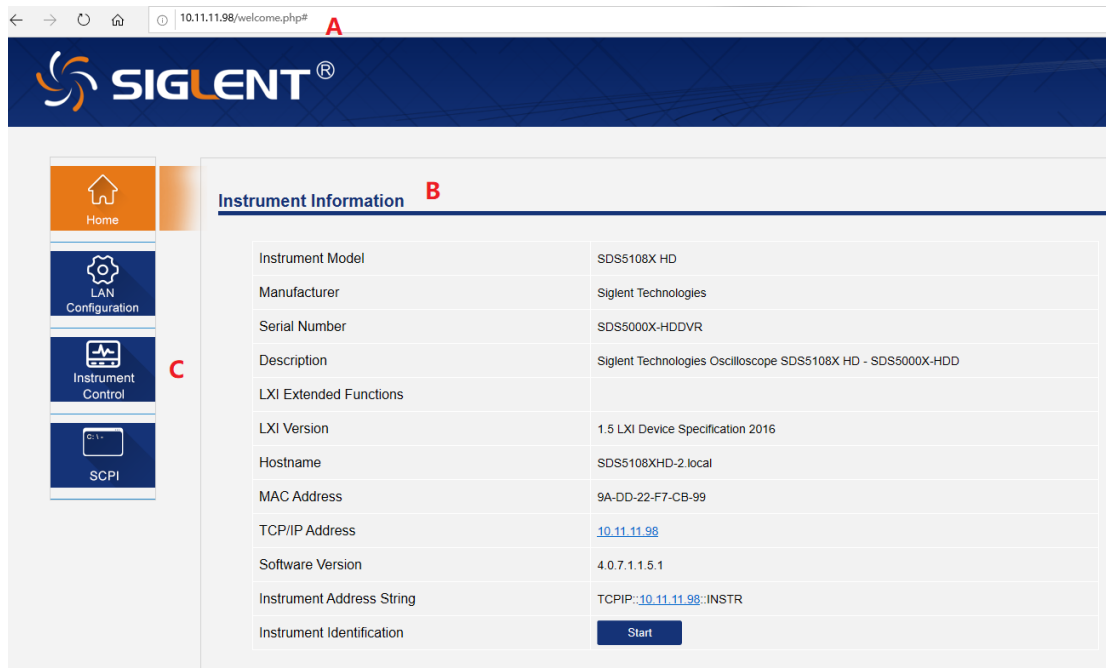 10.11.11.98/welcome.php#
A
SIGLENT®
Home
LAN
Configuration
Instrument
Control
C
C:\-
SCPI
Instrument Information B
Instrument Model SDS5108X HD
Manufacturer Siglent Technologies
Serial Number SDS5000X-HDDVR
Description Siglent Technologies Oscilloscope SDS5108X HD - SDS5000X-HDD
LXI Extended Functions
LXI Version 1.5 LXI Device Specification 2016
Hostname SDS5108XHD-2.local
MAC Address 9A-DD-22-F7-CB-99
TCP/IP Address 10.11.11.98
Software Version 4.0.7.1.1.5.1
Instrument Address String TCPIP::10.11.11.98::INSTR
Instrument Identification Start